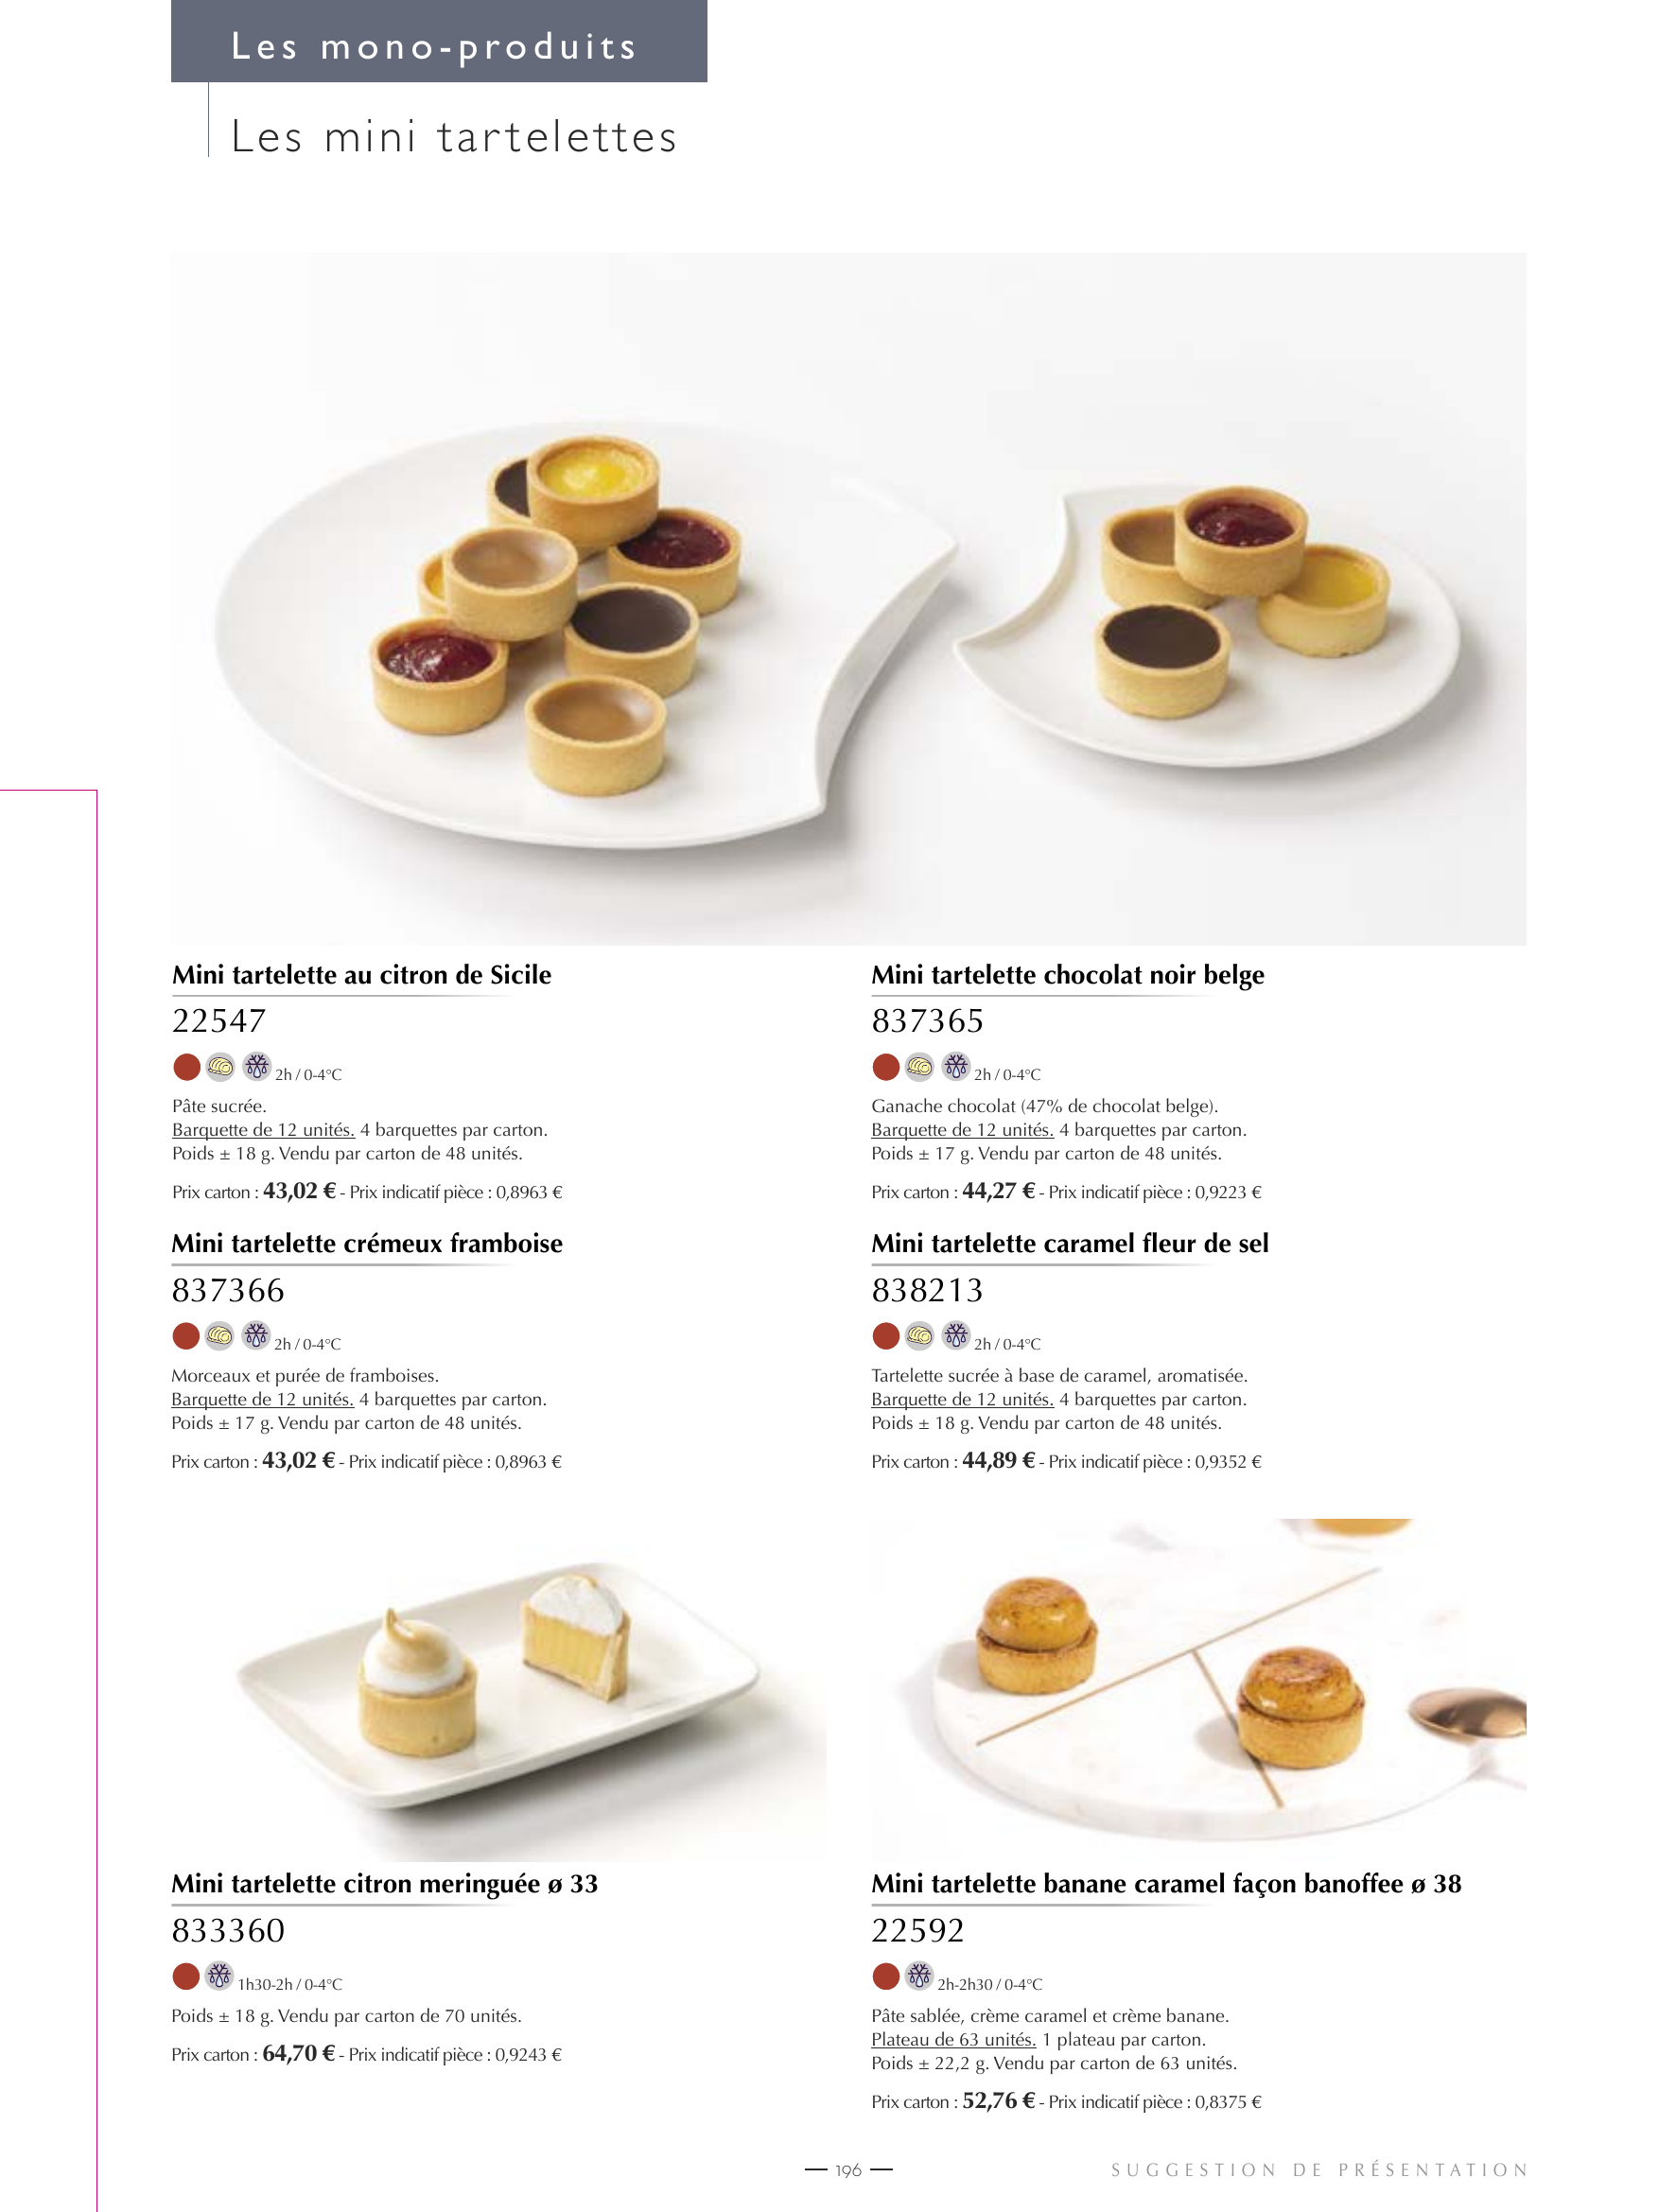 Les mono-produits
Les mini tartelettes
Mini tartelette au citron de Sicile
22547
2h / 0-4°C
Pâte sucrée.
Barquette de 12 unités. 4 barquettes par carton.
Poids ± 18 g. Vendu par carton de 48 unités.
Prix carton : 43,02 € - Prix indicatif pièce : 0,8963 €
Mini tartelette chocolat noir belge
837365
2h / 0-4°C
Ganache chocolat (47% de chocolat belge).
Barquette de 12 unités. 4 barquettes par carton.
Poids ± 17 g. Vendu par carton de 48 unités.
Prix carton : 44,27 € - Prix indicatif pièce : 0,9223 €
Mini tartelette crémeux framboise
837366
2h / 0-4°C
Morceaux et purée de framboises.
Barquette de 12 unités. 4 barquettes par carton.
Poids ± 17 g. Vendu par carton de 48 unités.
Prix carton : 43,02 € - Prix indicatif pièce : 0,8963 €
Mini tartelette caramel fleur de sel
838213
2h / 0-4°C
Tartelette sucrée à base de caramel, aromatisée.
Barquette de 12 unités. 4 barquettes par carton.
Poids ± 18 g. Vendu par carton de 48 unités.
Prix carton : 44,89 € - Prix indicatif pièce : 0,9352 €
Mini tartelette citron meringuée ø 33
833360
1h30-2h / 0-4°C
Poids ± 18 g. Vendu par carton de 70 unités.
Prix carton : 64,70 € - Prix indicatif pièce : 0,9243 €
Mini tartelette banane caramel façon banoffee ø 38
22592
2h-2h30 / 0-4°C
Pâte sablée, crème caramel et crème banane.
Plateau de 63 unités. 1 plateau par carton.
Poids ± 22,2 g. Vendu par carton de 63 unités.
Prix carton : 52,76 € - Prix indicatif pièce : 0,8375 €
196
SUGGESTION DE PRÉSENTATION